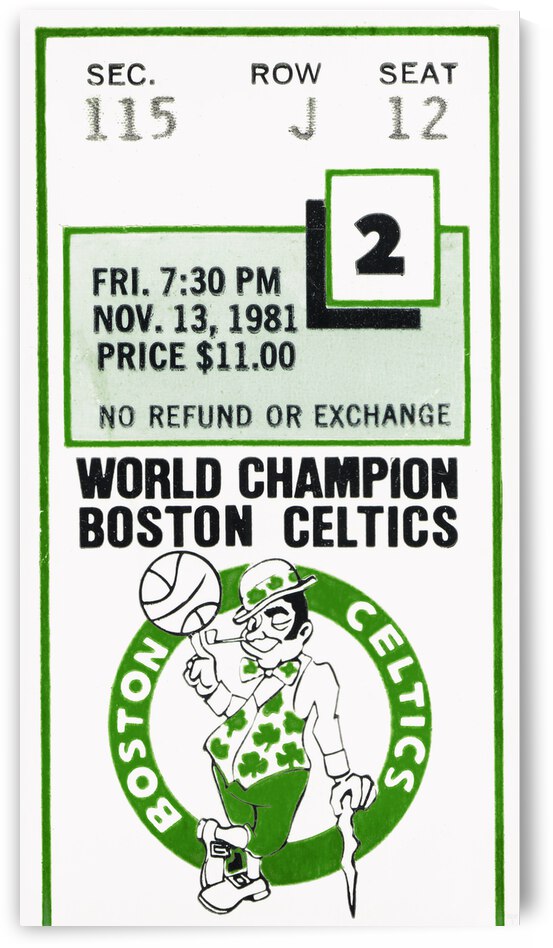 SEC. ROW SEAT
115 J 12
2
FRI. 7:30 PM
NOV. 13, 1981
PRICE $11.00
NO REFUND OR EXCHANGE
WORLD CHAMPION
BOSTON CELTICS
BOSTON CELTICS